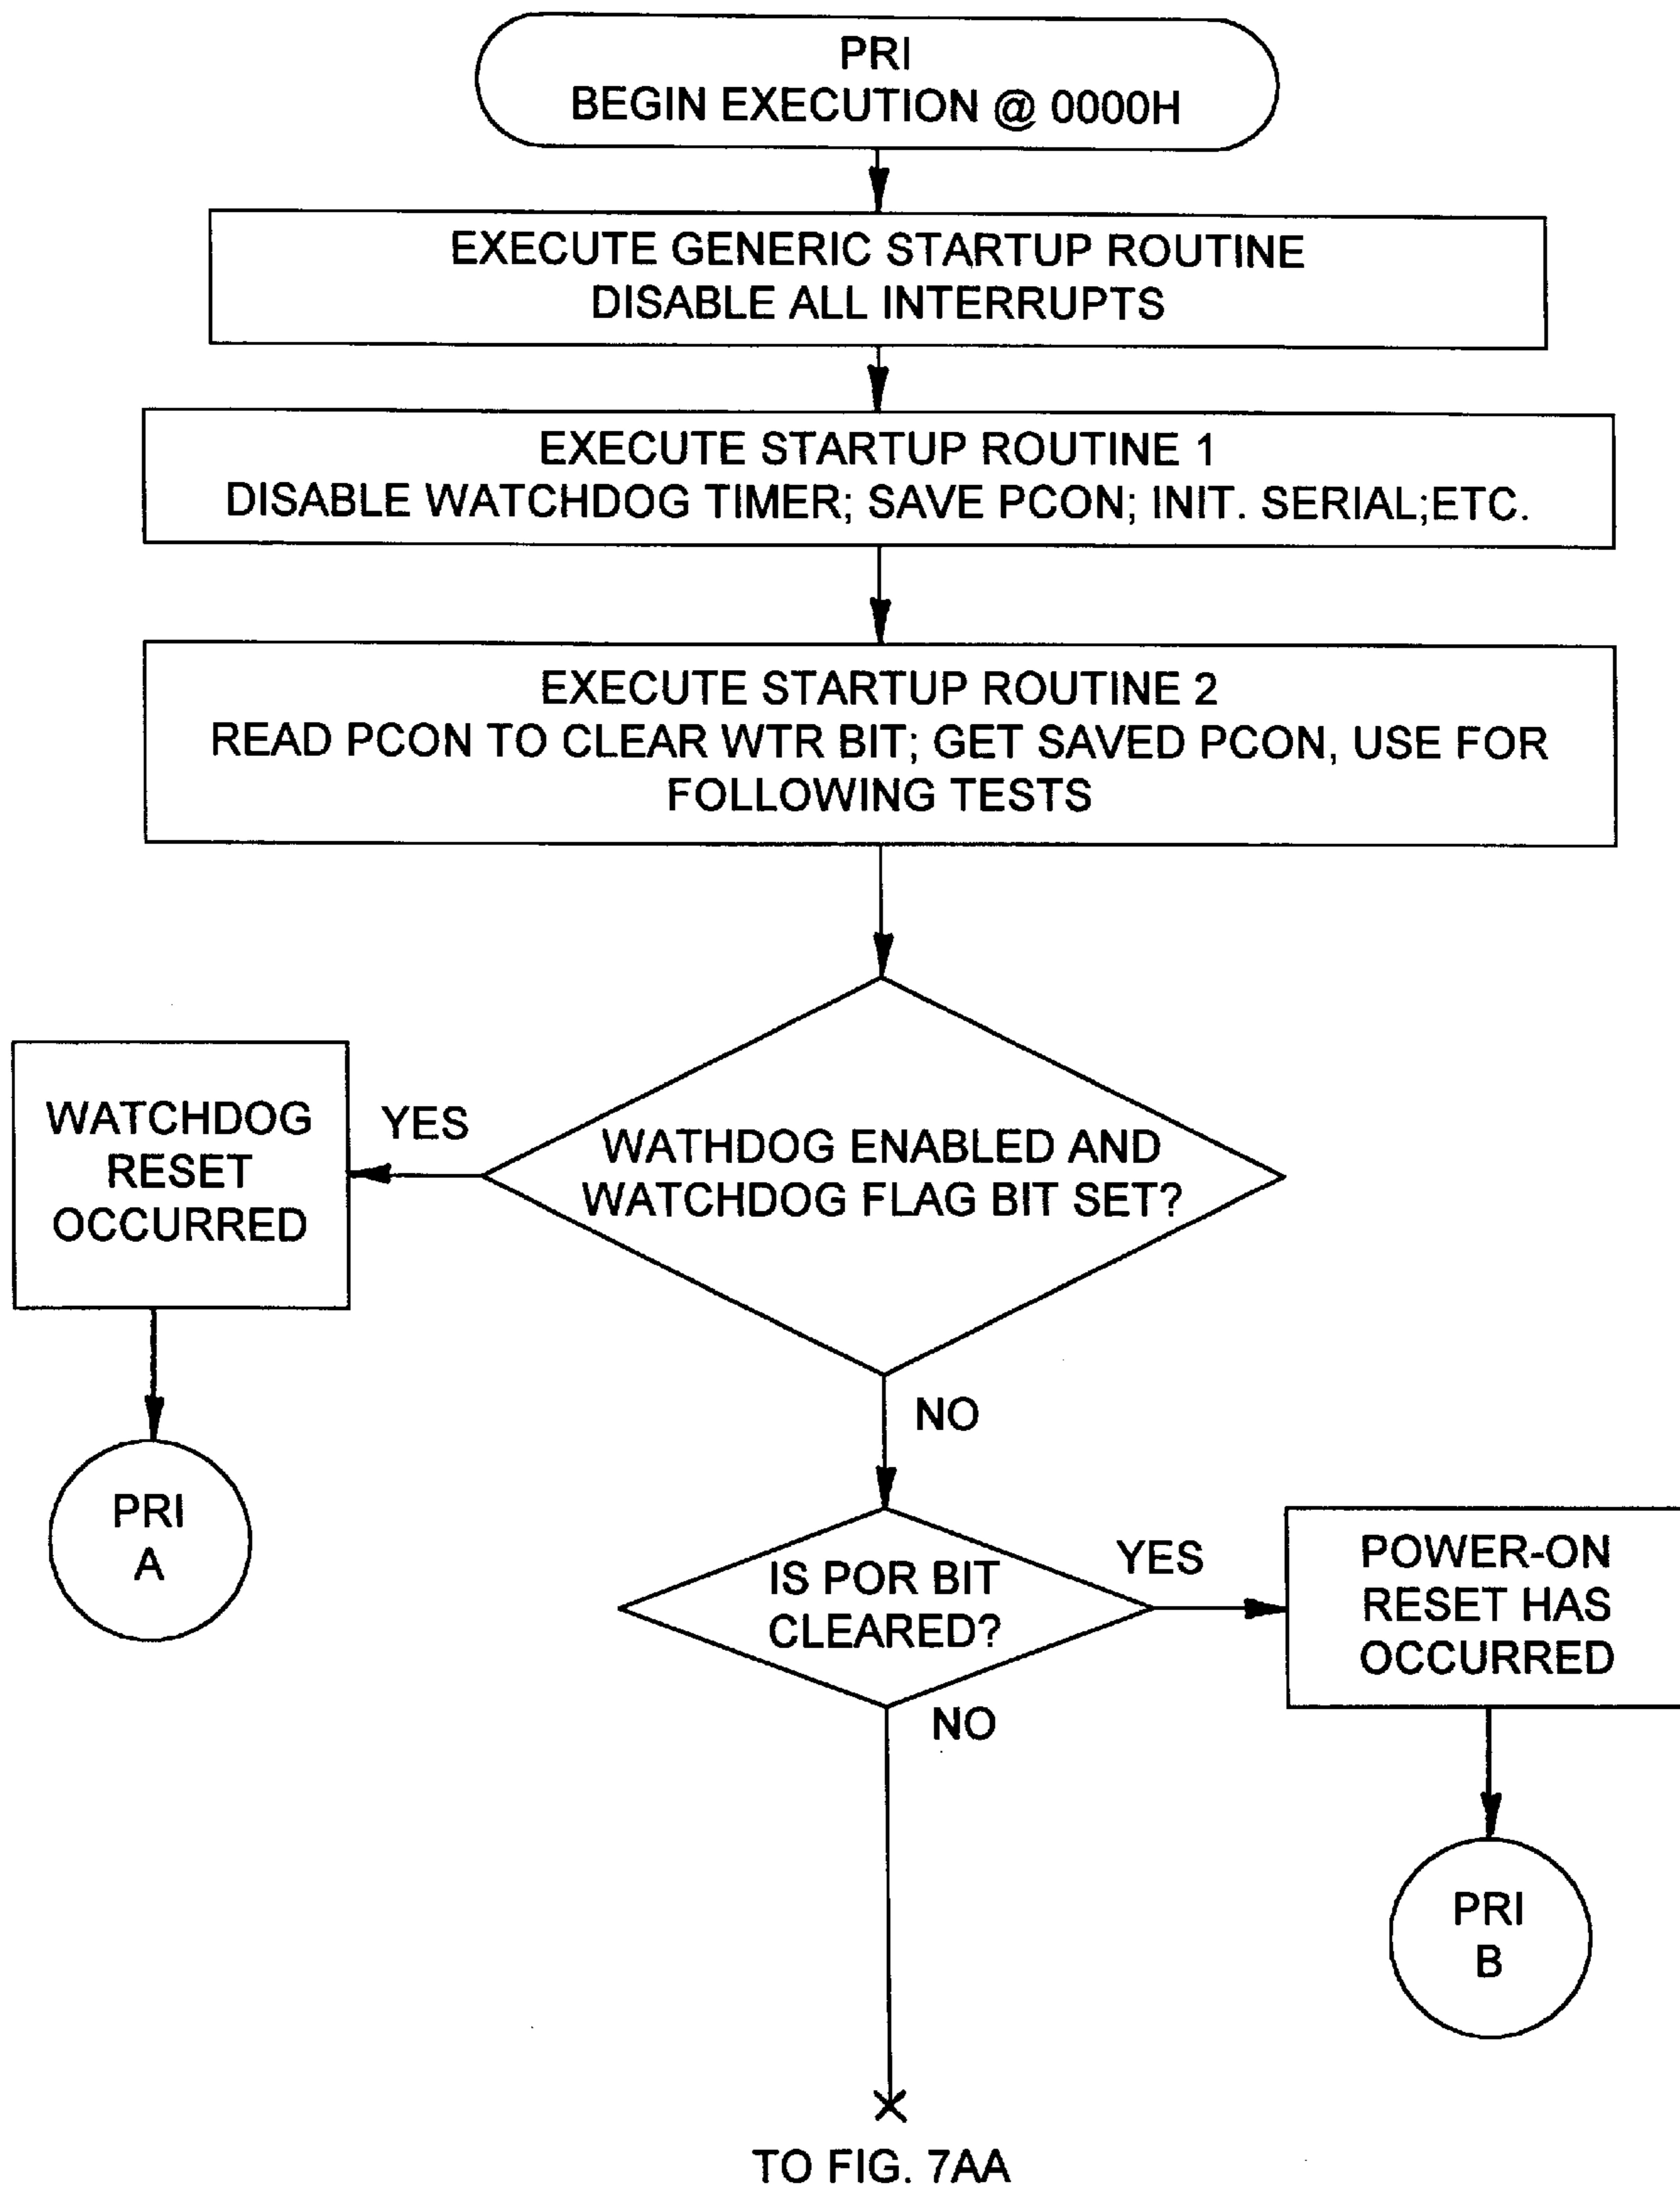 PRI
BEGIN EXECUTION @ 0000H
EXECUTE GENERIC STARTUP ROUTINE
DISABLE ALL INTERRUPTS
EXECUTE STARTUP ROUTINE 1
DISABLE WATCHDOG TIMER; SAVE PCON; INIT. SERIAL;ETC.
EXECUTE STARTUP ROUTINE 2
READ PCON TO CLEAR WTR BIT; GET SAVED PCON, USE FOR
FOLLOWING TESTS
WATHDOG ENABLED AND
WATCHDOG FLAG BIT SET?
YES
WATCHDOG
RESET
OCCURRED
PRI
A
NO
IS POR BIT
CLEARED?
YES
POWER-ON
RESET HAS
OCCURRED
PRI
B
NO
TO FIG. 7AA